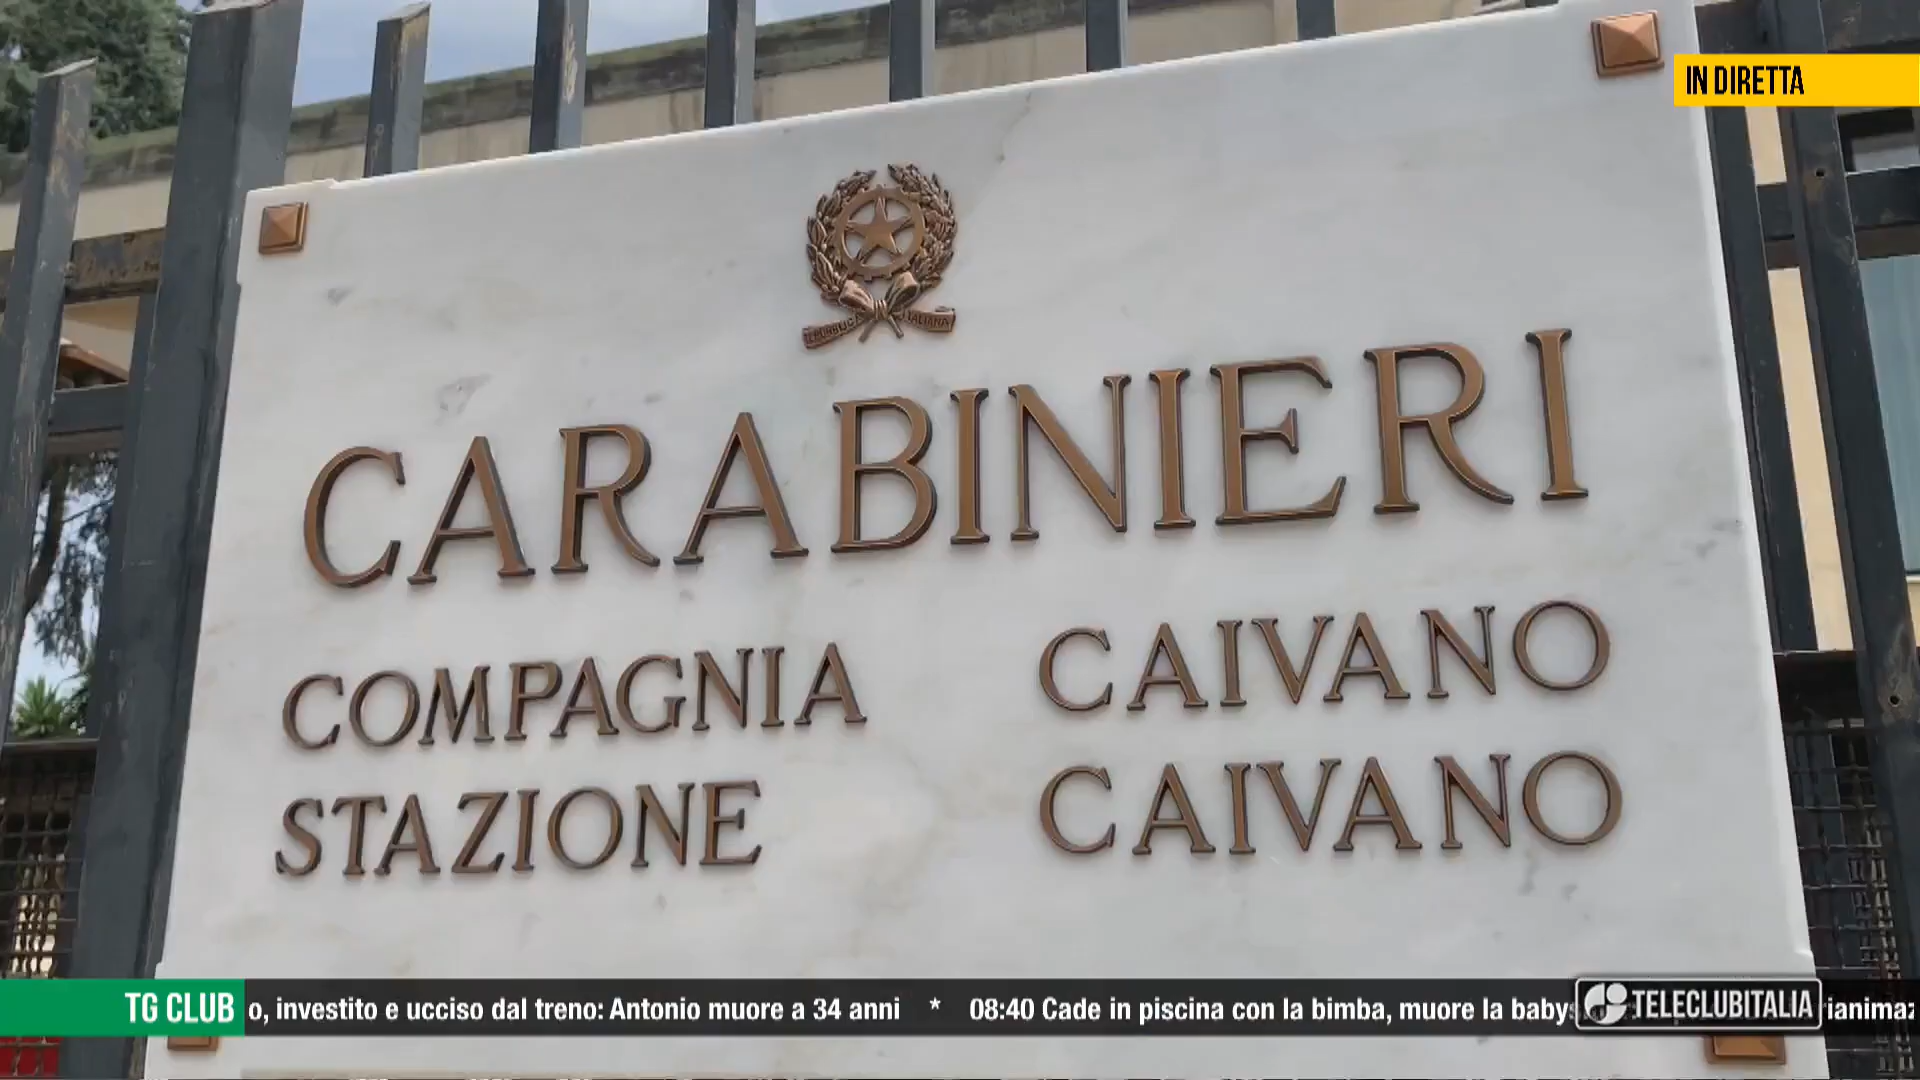 IN DIRETTA
REPUBBLICA ITALIANA
CARABINIERI
COMPAGNIA CAIVANO
STAZIONE CAIVANO
TG CLUB o, investito e ucciso dal treno: Antonio muore a 34 anni * 08:40 Cade in piscina con la bimba, muore la babys TELECLUBITALIA rianimaz